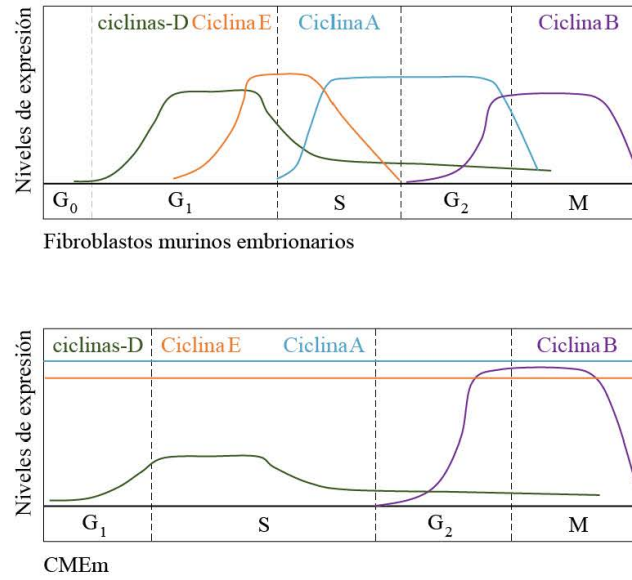 ciclinas-D Ciclina E Ciclina A Ciclina B
Niveles de expresión
G0 G1 S G2 M
Fibroblastos murinos embrionarios
ciclinas-D Ciclina E Ciclina A Ciclina B
Niveles de expresión
G1 S G2 M
CMEm